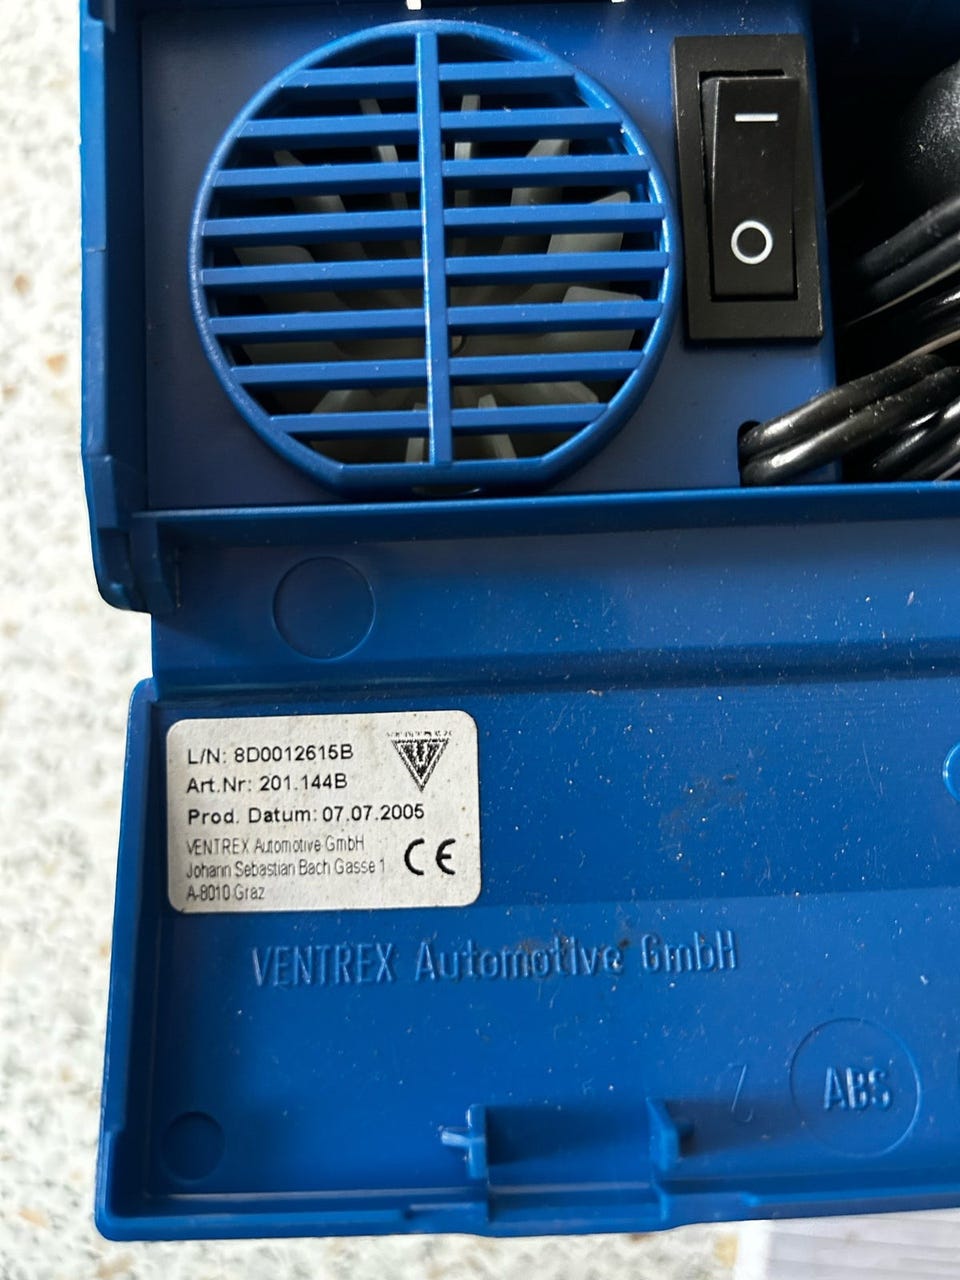 I
O
VENTREX
L/N: 8D0012615B
Art.Nr: 201.144B
Prod. Datum: 07.07.2005
VENTREX Automotive GmbH
Johann Sebastian Bach Gasse 1
A-8010 Graz
CE
VENTREX Automotive GmbH
ABS